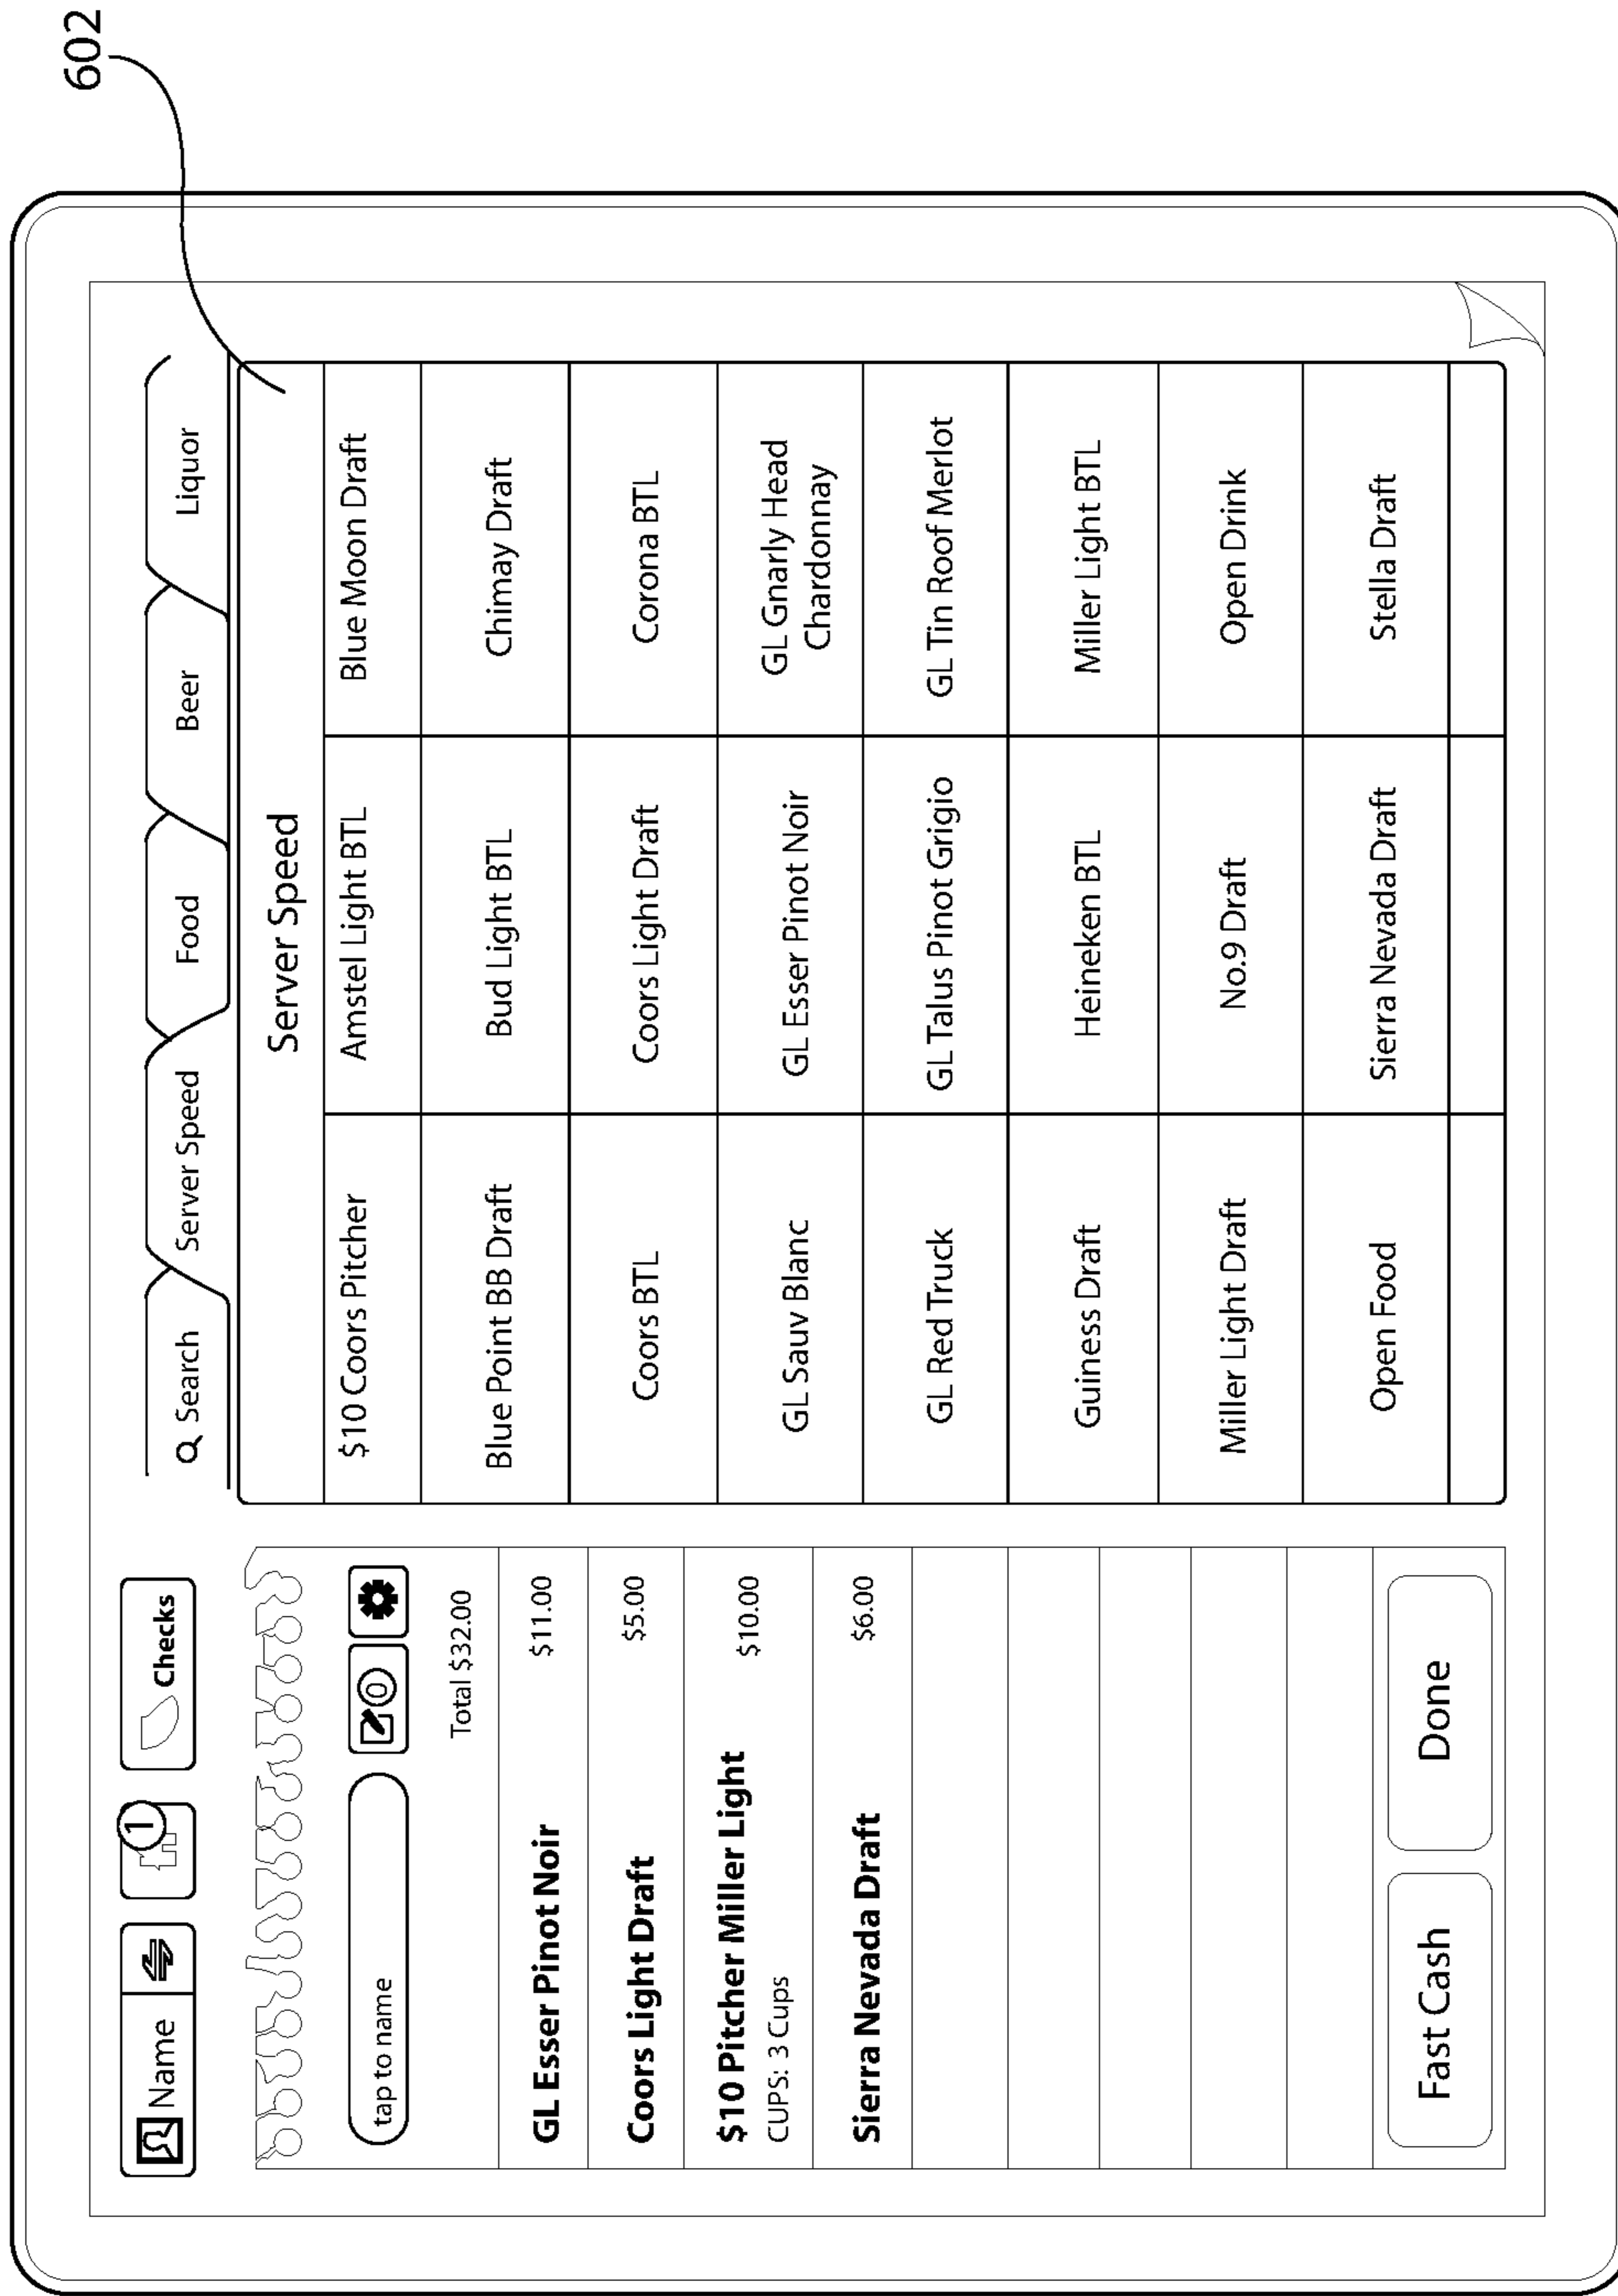 602
Name
1
Checks
Search
Server Speed
Food
Beer
Liquor
tap to name
0
Total $32.00
GL Esser Pinot Noir $11.00
Coors Light Draft $5.00
$10 Pitcher Miller Light $10.00
CUPS: 3 Cups
Sierra Nevada Draft $6.00
Fast Cash
Done
Server Speed
$10 Coors Pitcher
Amstel Light BTL
Blue Moon Draft
Blue Point BB Draft
Bud Light BTL
Chimay Draft
Coors BTL
Coors Light Draft
Corona BTL
GL Sauv Blanc
GL Esser Pinot Noir
GL Gnarly Head
Chardonnay
GL Red Truck
GL Talus Pinot Grigio
GL Tin Roof Merlot
Guiness Draft
Heineken BTL
Miller Light BTL
Miller Light Draft
No.9 Draft
Open Drink
Open Food
Sierra Nevada Draft
Stella Draft